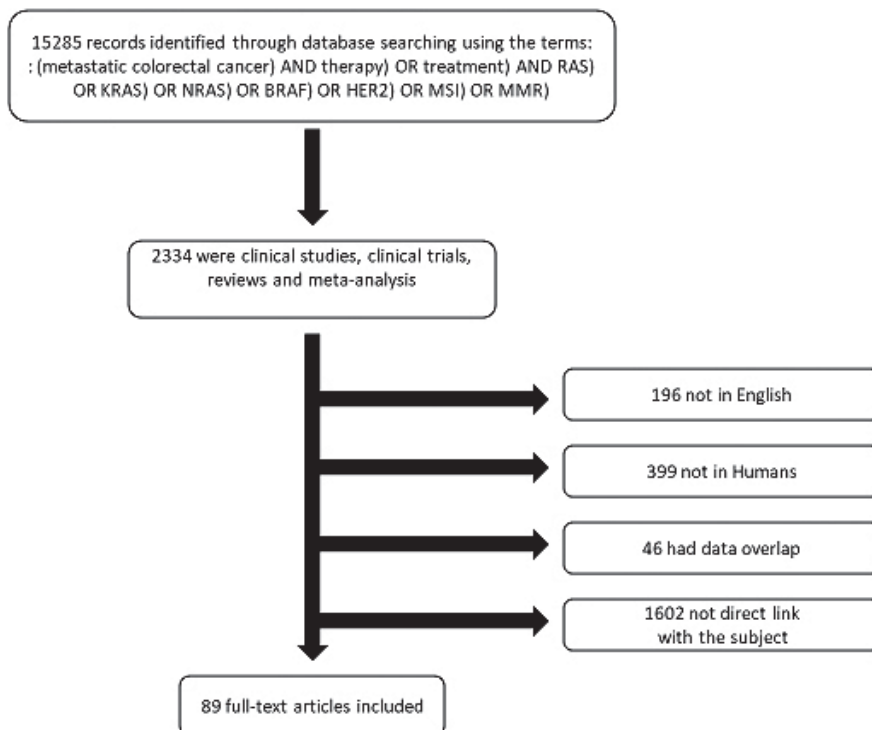 15285 records identified through database searching using the terms:
: (metastatic colorectal cancer) AND therapy) OR treatment) AND RAS)
OR KRAS) OR NRAS) OR BRAF) OR HER2) OR MSI) OR MMR)
2334 were clinical studies, clinical trials,
reviews and meta-analysis
196 not in English
399 not in Humans
46 had data overlap
1602 not direct link
with the subject
89 full-text articles included